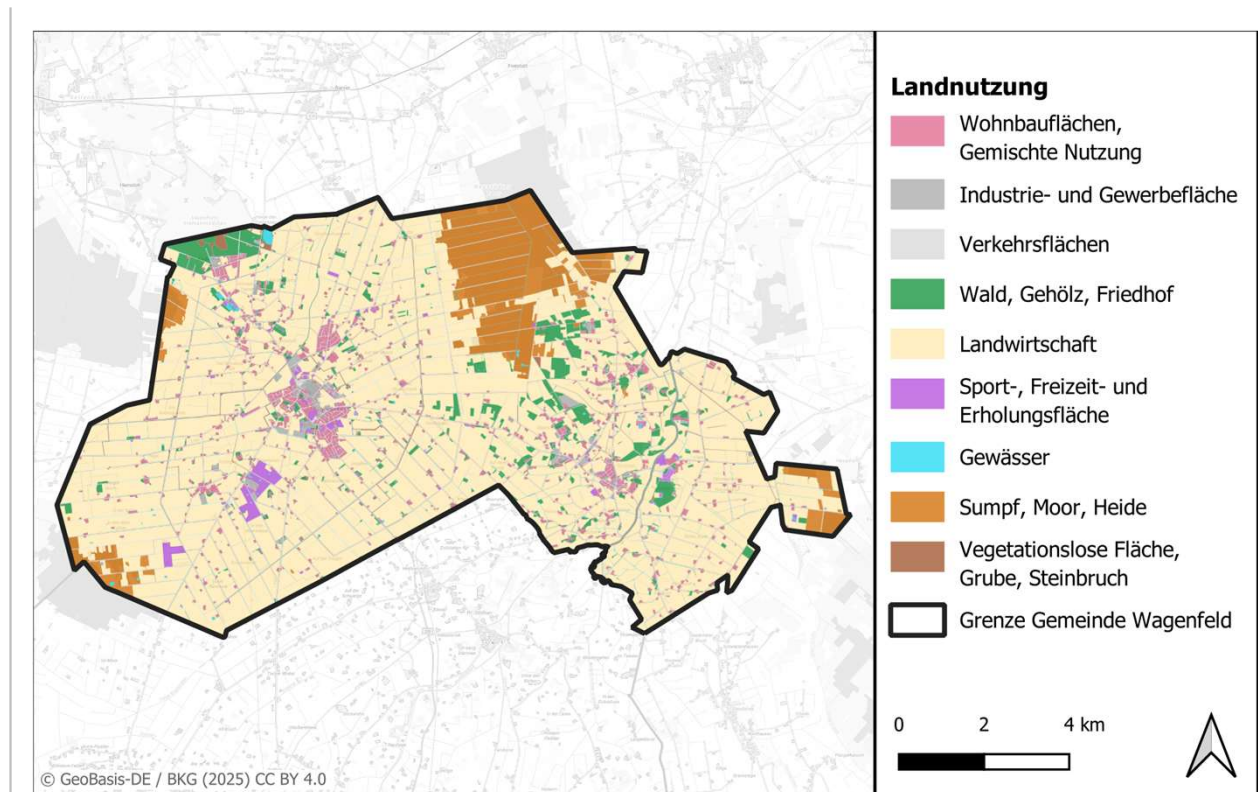 Landnutzung
Wohnbauflächen,
Gemischte Nutzung
Industrie- und Gewerbefläche
Verkehrsflächen
Wald, Gehölz, Friedhof
Landwirtschaft
Sport-, Freizeit- und
Erholungsfläche
Gewässer
Sumpf, Moor, Heide
Vegetationslose Fläche,
Grube, Steinbruch
Grenze Gemeinde Wagenfeld
0 2 4 km
© GeoBasis-DE / BKG (2025) CC BY 4.0